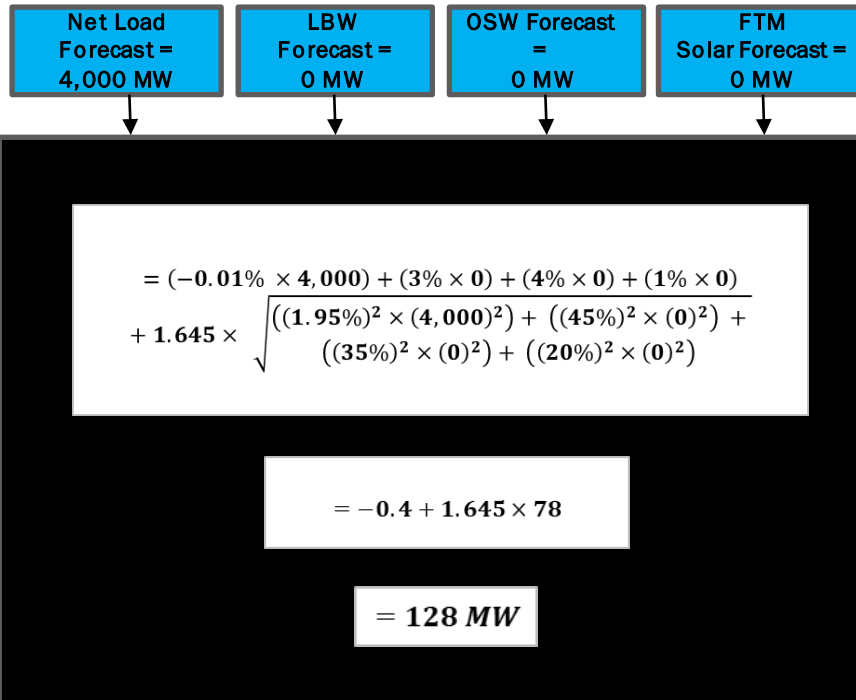 Net Load
Forecast =
4,000 MW
LBW
Forecast =
0 MW
OSW Forecast
=
0 MW
FTM
Solar Forecast =
0 MW
= (−0.01% × 4,000) + (3% × 0) + (4% × 0) + (1% × 0)
+ 1.645 × √((1.95%)² × (4,000)²) + ((45%)² × (0)²) +
((35%)² × (0)²) + ((20%)² × (0)²)
= −0.4 + 1.645 × 78
= 128 MW